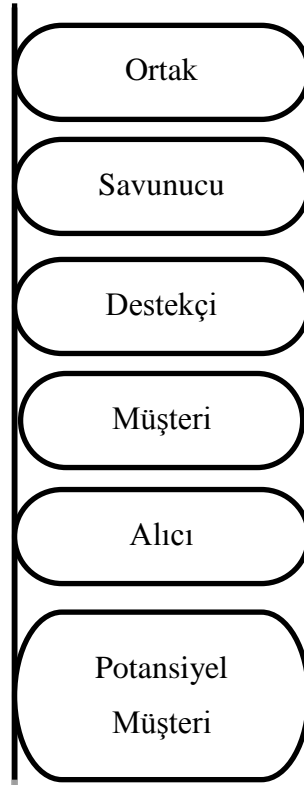 Ortak
Savunucu
Destekçi
Müşteri
Alıcı
Potansiyel
Müşteri